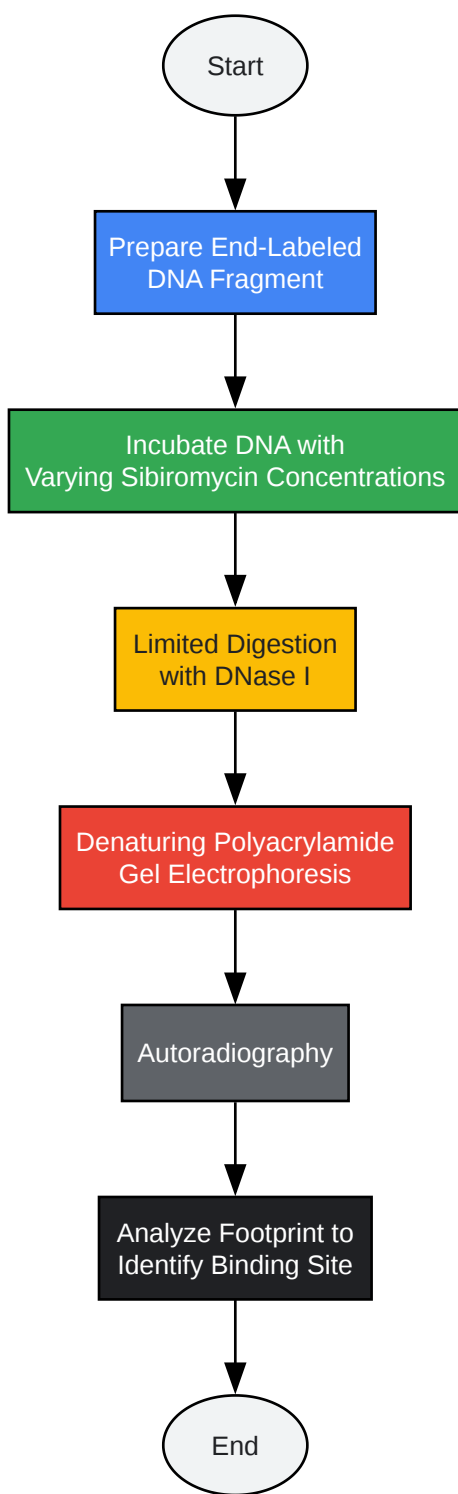 Start
Prepare End-Labeled
DNA Fragment
Incubate DNA with
Varying Sibiromycin Concentrations
Limited Digestion
with DNase I
Denaturing Polyacrylamide
Gel Electrophoresis
Autoradiography
Analyze Footprint to
Identify Binding Site
End